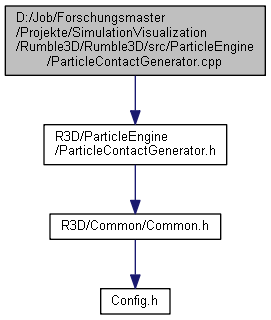 D:/Job/Forschungsmaster
/Projekte/SimulationVisualization
/Rumble3D/Rumble3D/src/ParticleEngine
/ParticleContactGenerator.cpp
R3D/ParticleEngine
/ParticleContactGenerator.h
R3D/Common/Common.h
Config.h